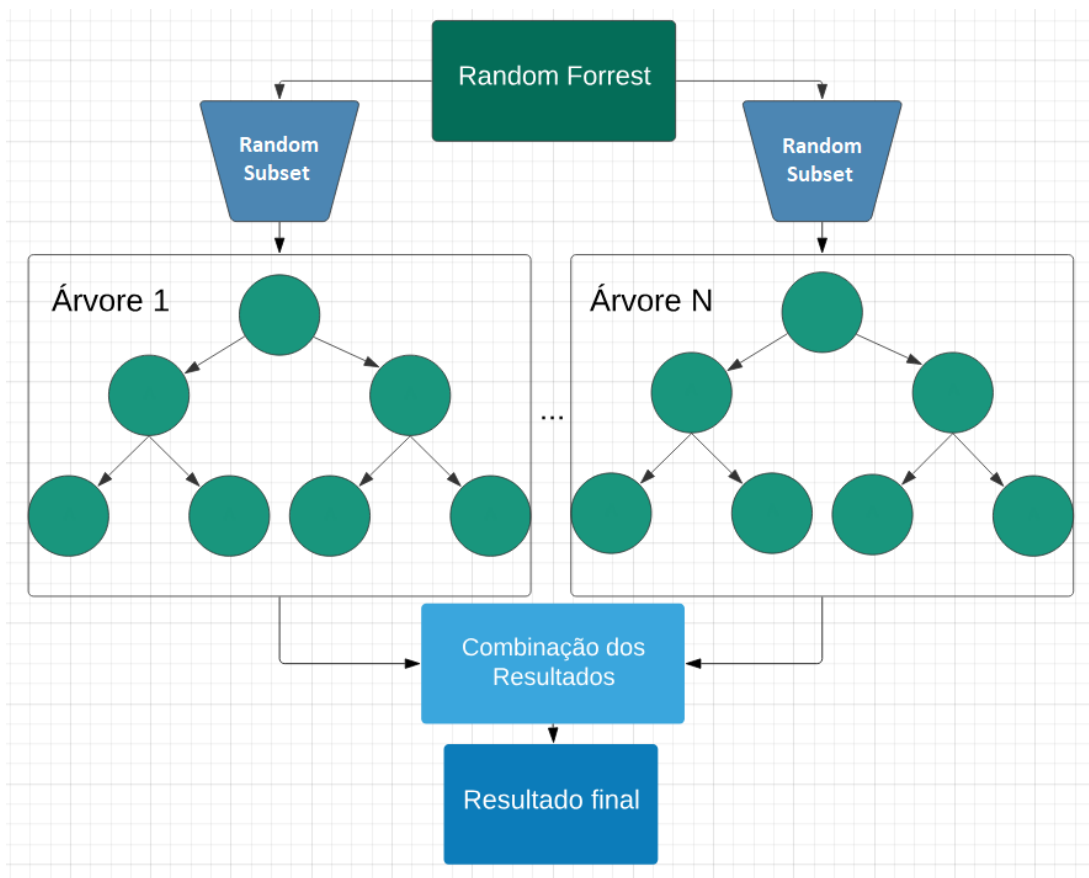 Random Forrest
Random
Subset
Random
Subset
Árvore 1
Árvore N
...
Combinação dos
Resultados
Resultado final